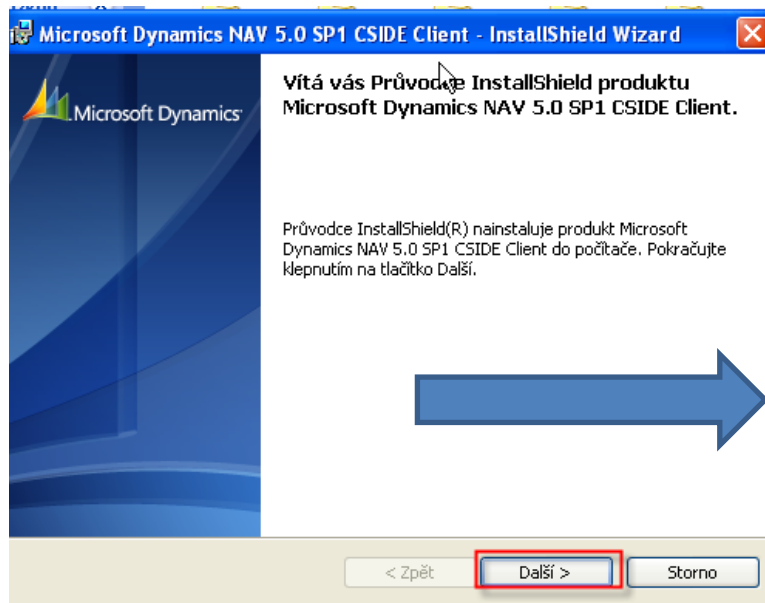 Microsoft Dynamics NAV 5.0 SP1 CSIDE Client - InstallShield Wizard
Microsoft Dynamics
Vítá vás Průvodce InstallShield produktu
Microsoft Dynamics NAV 5.0 SP1 CSIDE Client.
Průvodce InstallShield(R) nainstaluje produkt Microsoft
Dynamics NAV 5.0 SP1 CSIDE Client do počítače. Pokračujte
klepnutím na tlačítko Další.
< Zpět
Další >
Storno